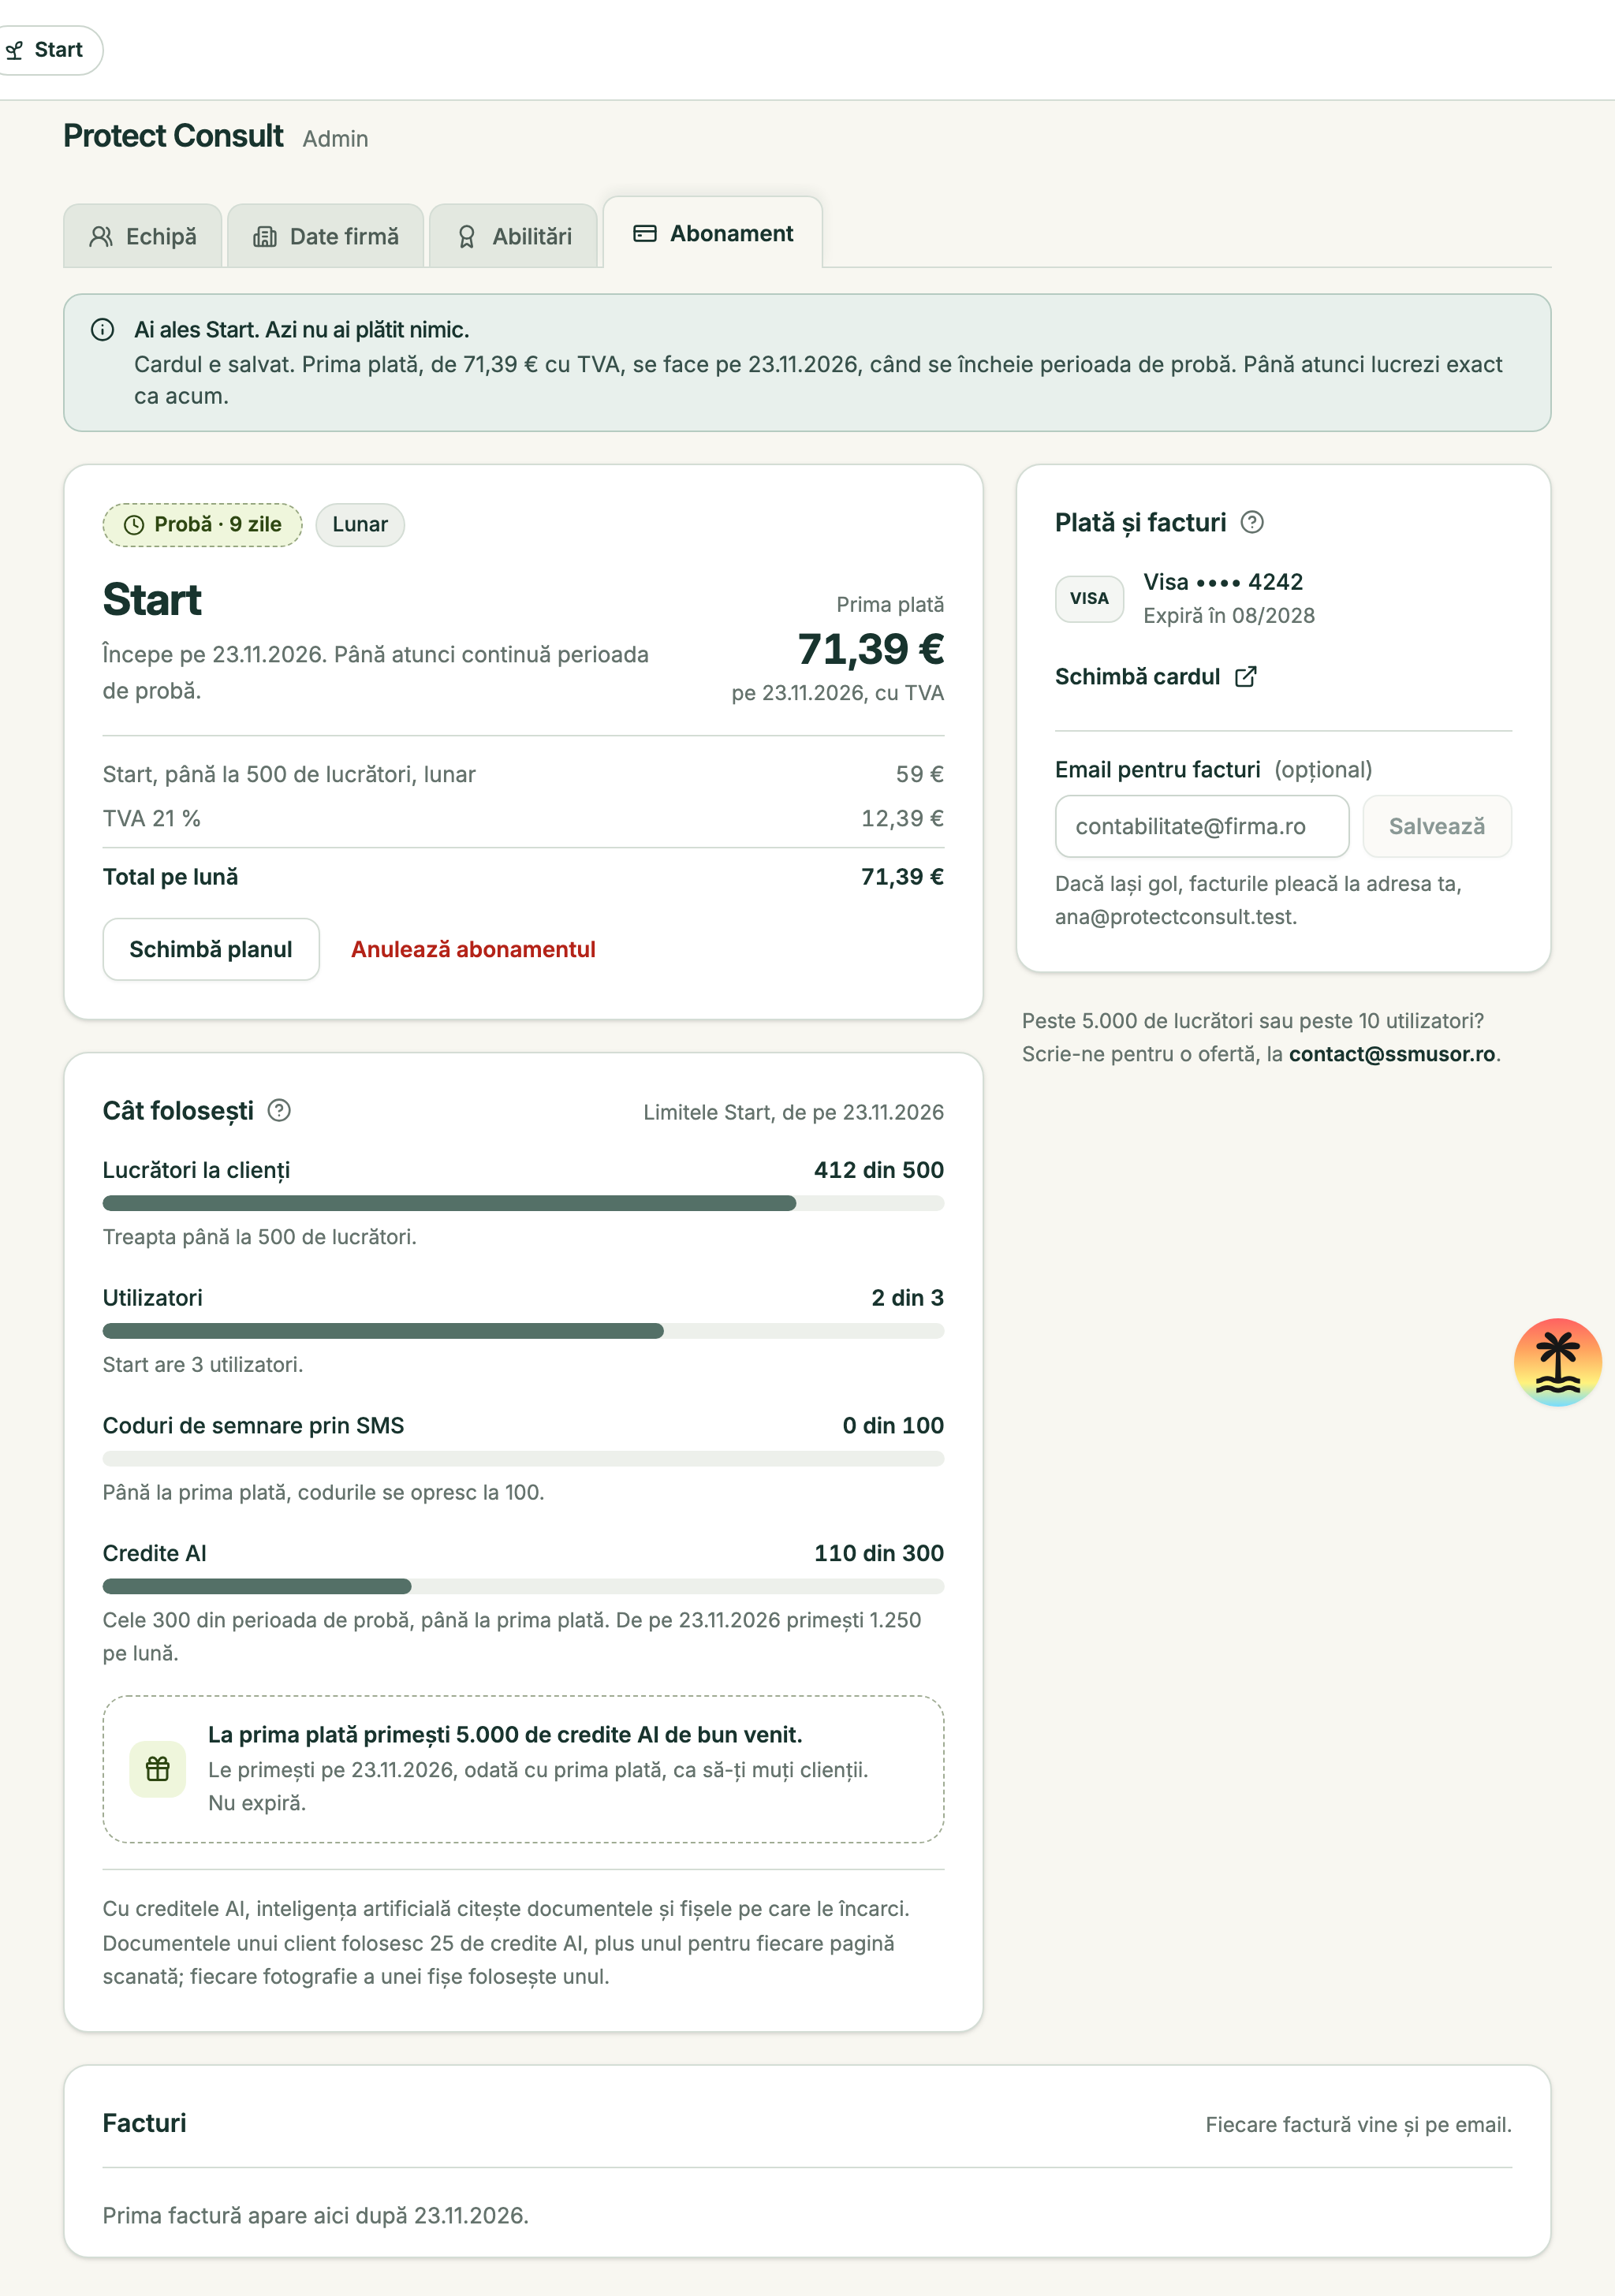 Start
Protect Consult Admin
Echipă
Date firmă
Abilitări
Abonament
Ai ales Start. Azi nu ai plătit nimic.
Cardul e salvat. Prima plată, de 71,39 € cu TVA, se face pe 23.11.2026, când se încheie perioada de probă. Până atunci lucrezi exact
ca acum.
Probă · 9 zile
Lunar
Start
Începe pe 23.11.2026. Până atunci continuă perioada
de probă.
Prima plată
71,39 €
pe 23.11.2026, cu TVA
Start, până la 500 de lucrători, lunar 59 €
TVA 21 % 12,39 €
Total pe lună 71,39 €
Schimbă planul
Anulează abonamentul
Plată și facturi
VISA
Visa •••• 4242
Expiră în 08/2028
Schimbă cardul
Email pentru facturi (opțional)
contabilitate@firma.ro
Salvează
Dacă lași gol, facturile pleacă la adresa ta,
ana@protectconsult.test.
Peste 5.000 de lucrători sau peste 10 utilizatori?
Scrie-ne pentru o ofertă, la contact@ssmusor.ro.
Cât folosești
Limitele Start, de pe 23.11.2026
Lucrători la clienți 412 din 500
Treapta până la 500 de lucrători.
Utilizatori 2 din 3
Start are 3 utilizatori.
Coduri de semnare prin SMS 0 din 100
Până la prima plată, codurile se opresc la 100.
Credite AI 110 din 300
Cele 300 din perioada de probă, până la prima plată. De pe 23.11.2026 primești 1.250
pe lună.
La prima plată primești 5.000 de credite AI de bun venit.
Le primești pe 23.11.2026, odată cu prima plată, ca să-ți muți clienții.
Nu expiră.
Cu creditele AI, inteligența artificială citește documentele și fișele pe care le încarci.
Documentele unui client folosesc 25 de credite AI, plus unul pentru fiecare pagină
scanată; fiecare fotografie a unei fișe folosește unul.
Facturi
Fiecare factură vine și pe email.
Prima factură apare aici după 23.11.2026.